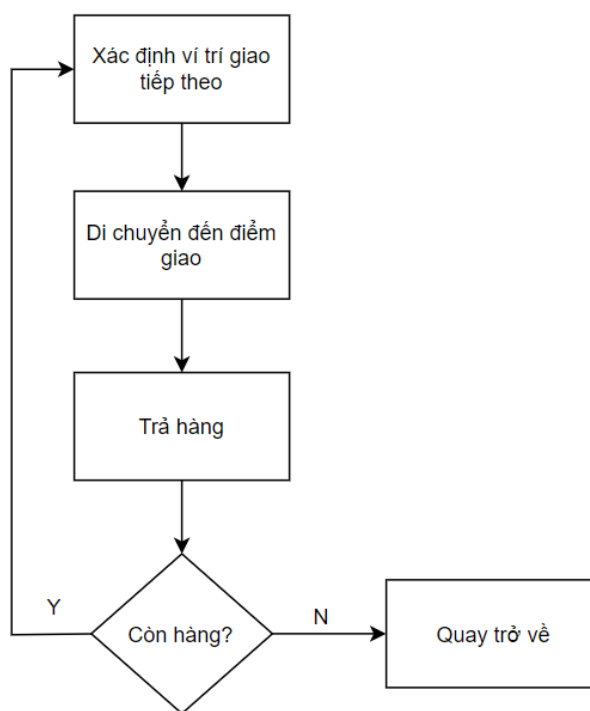 Xác định ví trí giao
tiếp theo
Di chuyển đến điểm
giao
Trả hàng
Y
Còn hàng?
N
Quay trở về